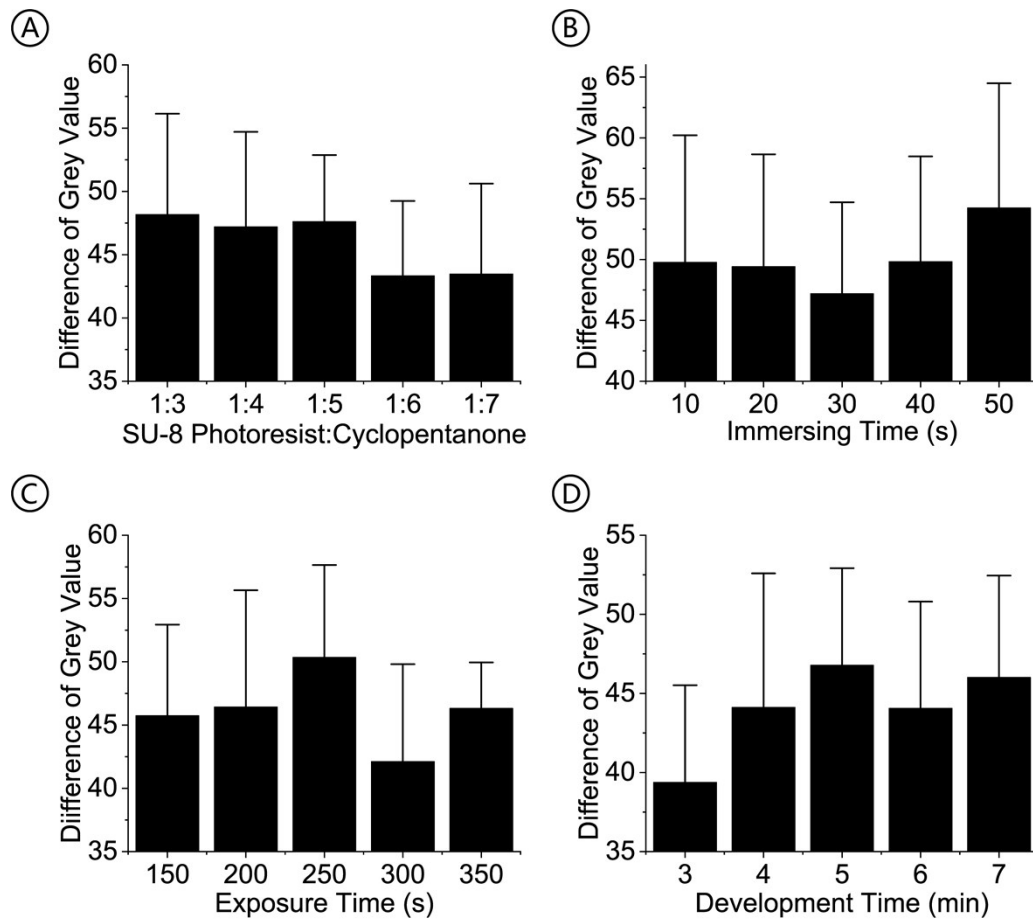 A
Difference of Grey Value
60
55
50
45
40
35
1:3 1:4 1:5 1:6 1:7
SU-8 Photoresist:Cyclopentanone
B
Difference of Grey Value
65
60
55
50
45
40
10 20 30 40 50
Immersing Time (s)
C
Diifference of Grey Value
60
55
50
45
40
35
150 200 250 300 350
Exposure Time (s)
D
Difference of Grey Value
55
50
45
40
35
3 4 5 6 7
Development Time (min)